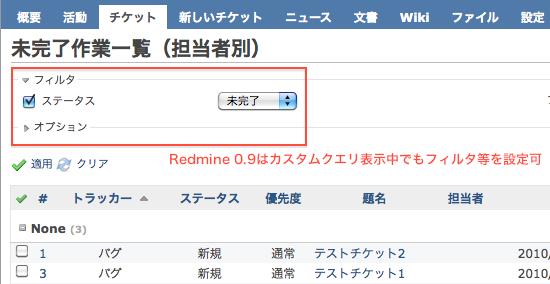 概要 活動 チケット 新しいチケット ニュース 文書 Wiki ファイル 設定
未完了作業一覧（担当者別）
フィルタ
ステータス 未完了
オプション
適用 クリア Redmine 0.9はカスタムクエリ表示中でもフィルタ等を設定可
# トラッカー ステータス 優先度 題名 担当者
None (3)
1 バグ 新規 通常 テストチケット2 2010/
3 バグ 新規 通常 テストチケット1 2010/